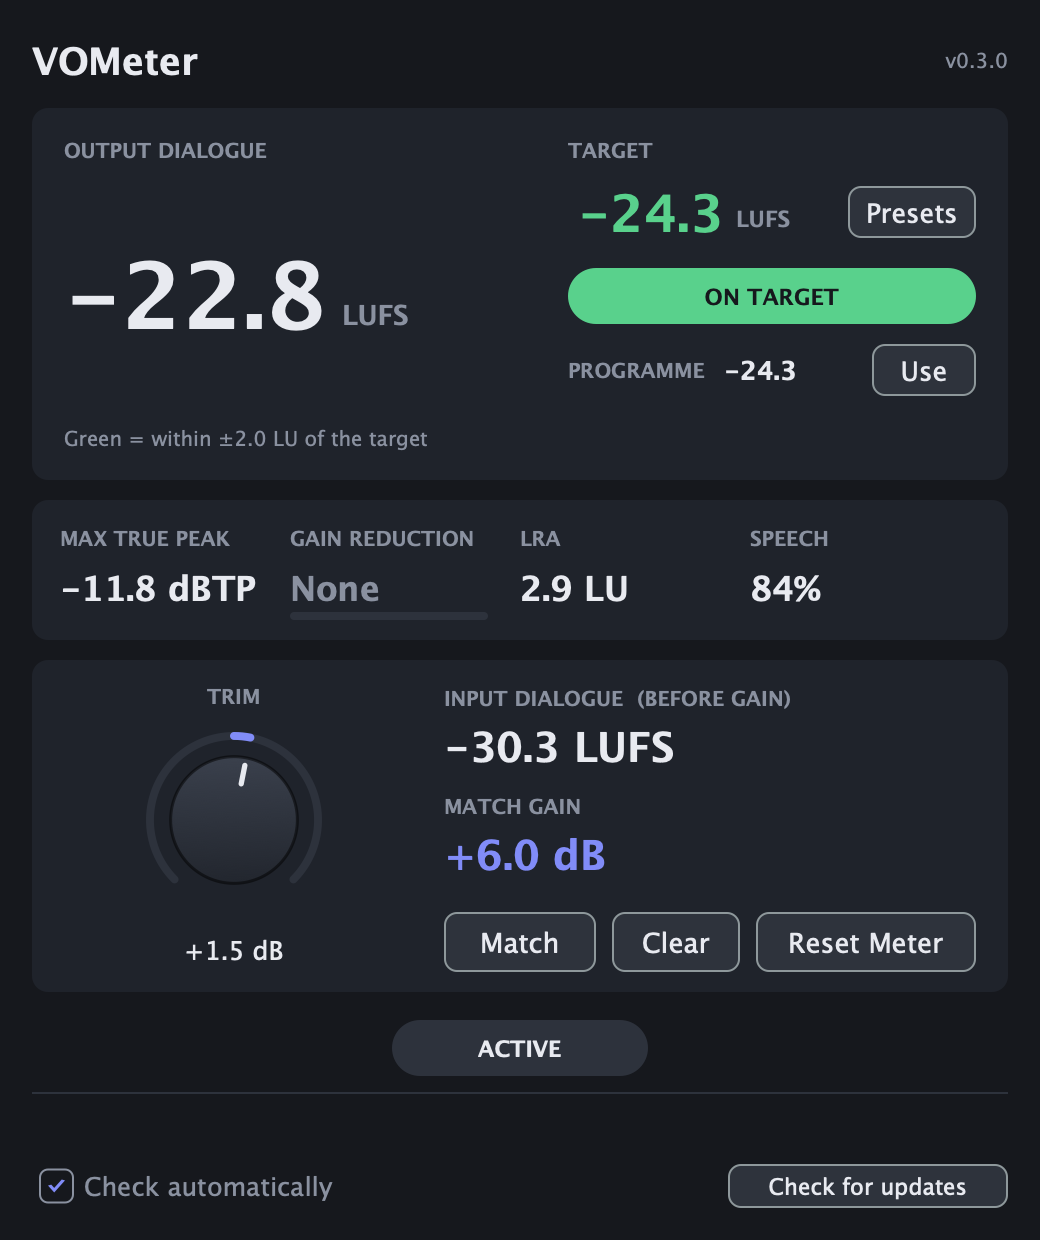 VOMeter
v0.3.0
OUTPUT DIALOGUE
−22.8 LUFS
Green = within ±2.0 LU of the target
TARGET
−24.3 LUFS
Presets
ON TARGET
PROGRAMME −24.3
Use
MAX TRUE PEAK
−11.8 dBTP
GAIN REDUCTION
None
LRA
2.9 LU
SPEECH
84%
TRIM
+1.5 dB
INPUT DIALOGUE (BEFORE GAIN)
−30.3 LUFS
MATCH GAIN
+6.0 dB
Match
Clear
Reset Meter
ACTIVE
Check automatically
Check for updates